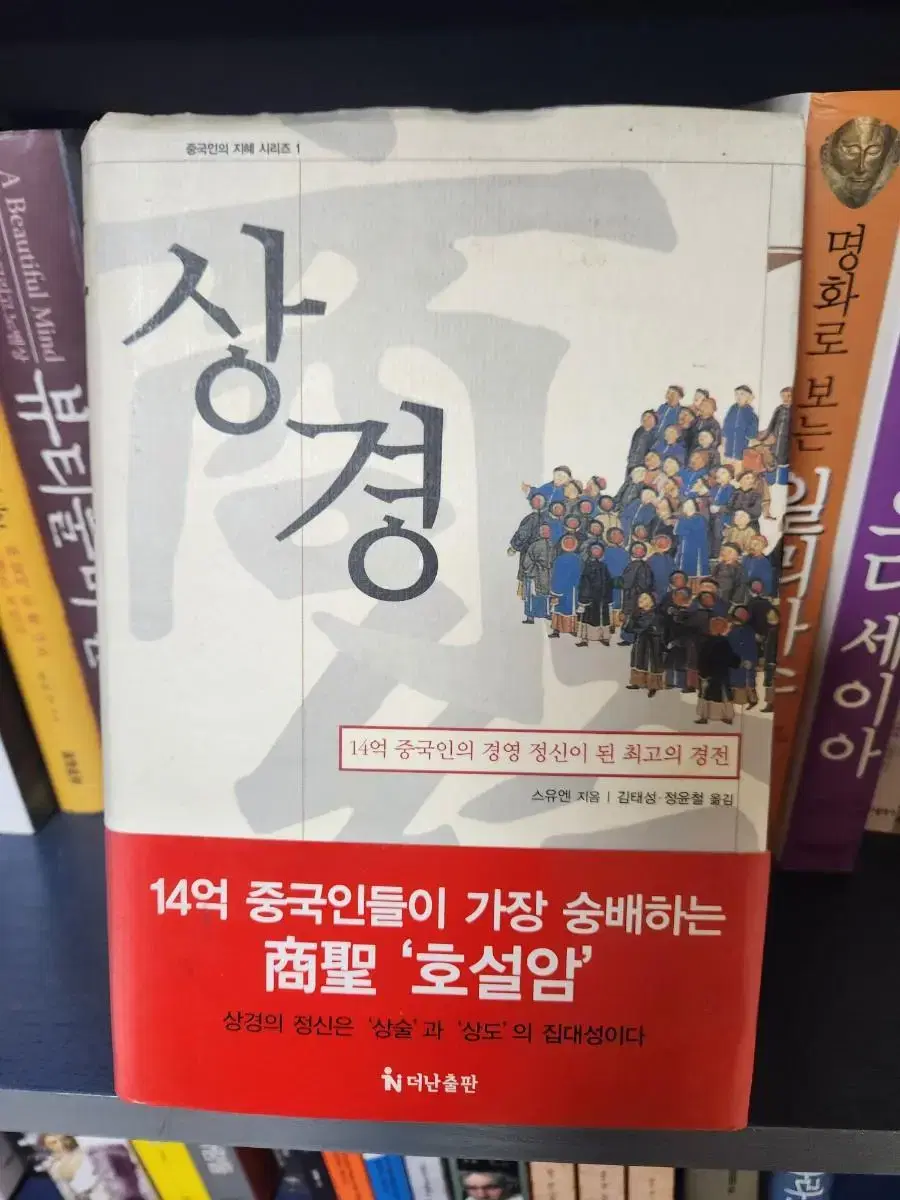 중국인의 지혜 시리즈 1
상경
14억 중국인의 경영 정신이 된 최고의 경전
스유엔 지음 | 김태성·정윤철 옮김
14억 중국인들이 가장 숭배하는
商聖 '호설암'
상경의 정신은 '상술'과 '상도'의 집대성이다
더난출판
A Beautiful Mind
뷰티풀
명화로 보는
세이아